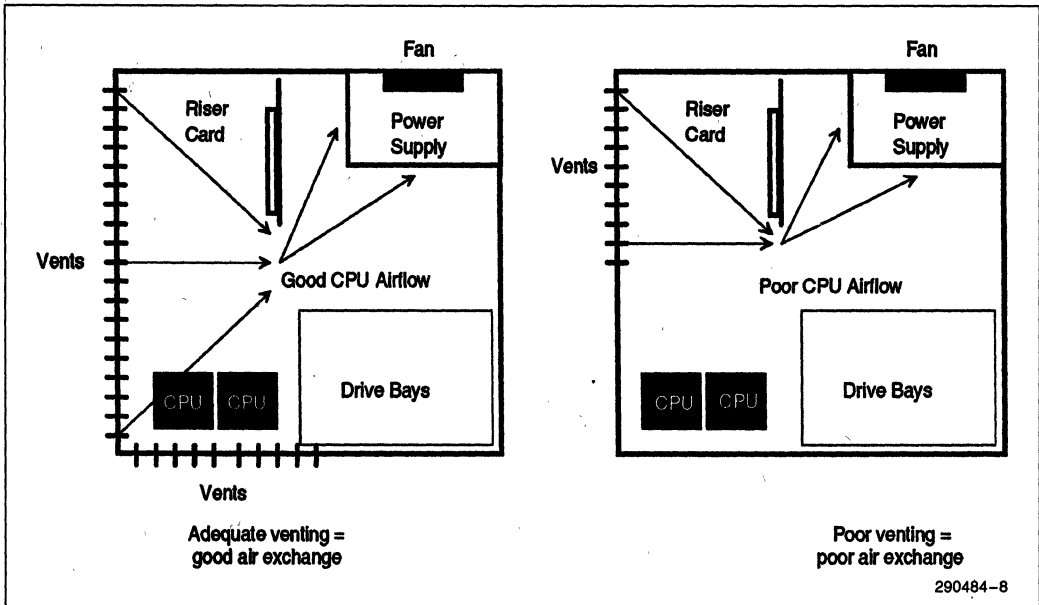 Fan
Riser
Card
Power
Supply
Vents
Good CPU Airflow
CPU CPU
Drive Bays
Vents
Adequate venting =
good air exchange
Fan
Riser
Card
Power
Supply
Vents
Poor CPU Airflow
CPU CPU
Drive Bays
Poor venting =
poor air exchange
290484-8